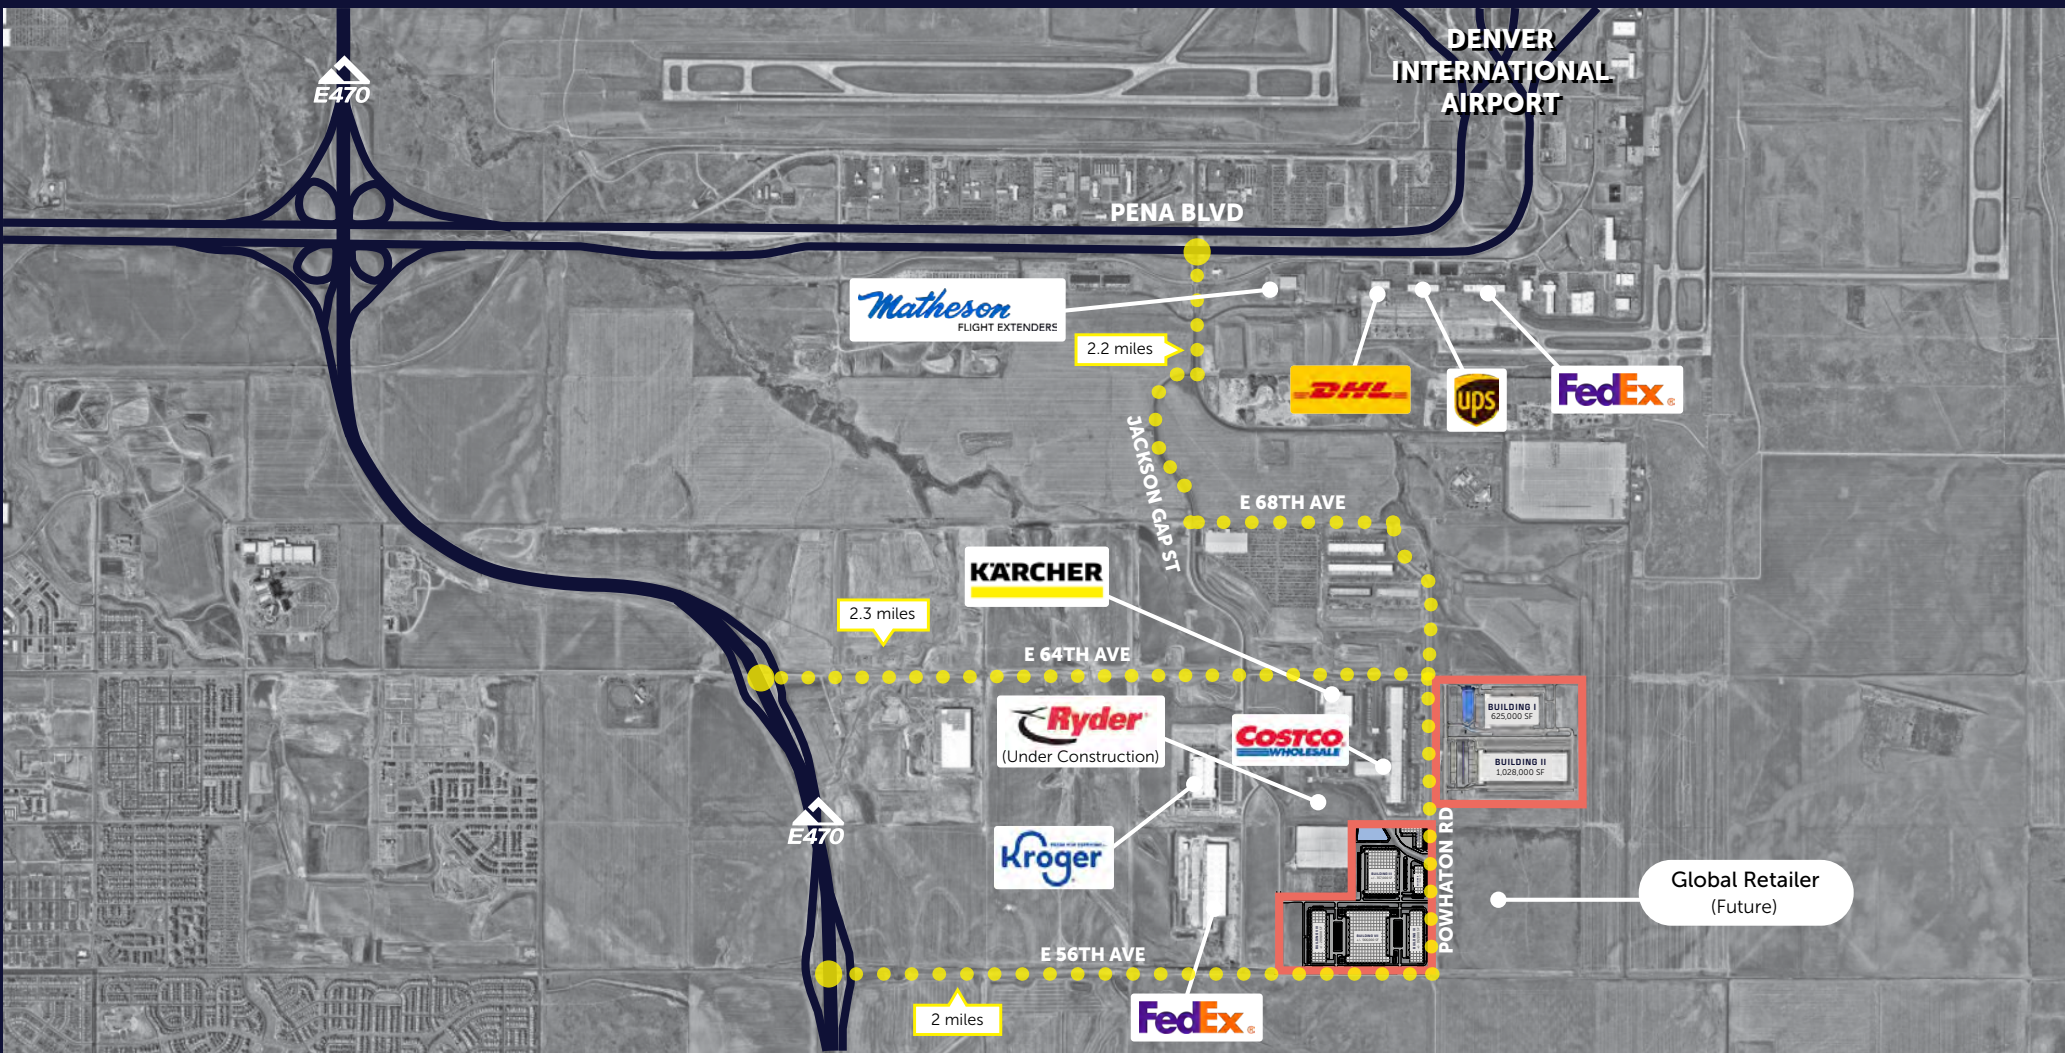 DENVER
INTERNATIONAL
AIRPORT
E470
PENA BLVD
Matheson
FLIGHT EXTENDERS
2.2 miles
DHL
ups
FedEx
JACKSON GAP ST
E 68TH AVE
KÄRCHER
2.3 miles
E 64TH AVE
Ryder
(Under Construction)
COSTCO
WHOLESALE
BUILDING I
625,000 SF
BUILDING II
1,028,000 SF
E470
Kroger
POWHATON RD
Global Retailer
(Future)
E 56TH AVE
2 miles
FedEx